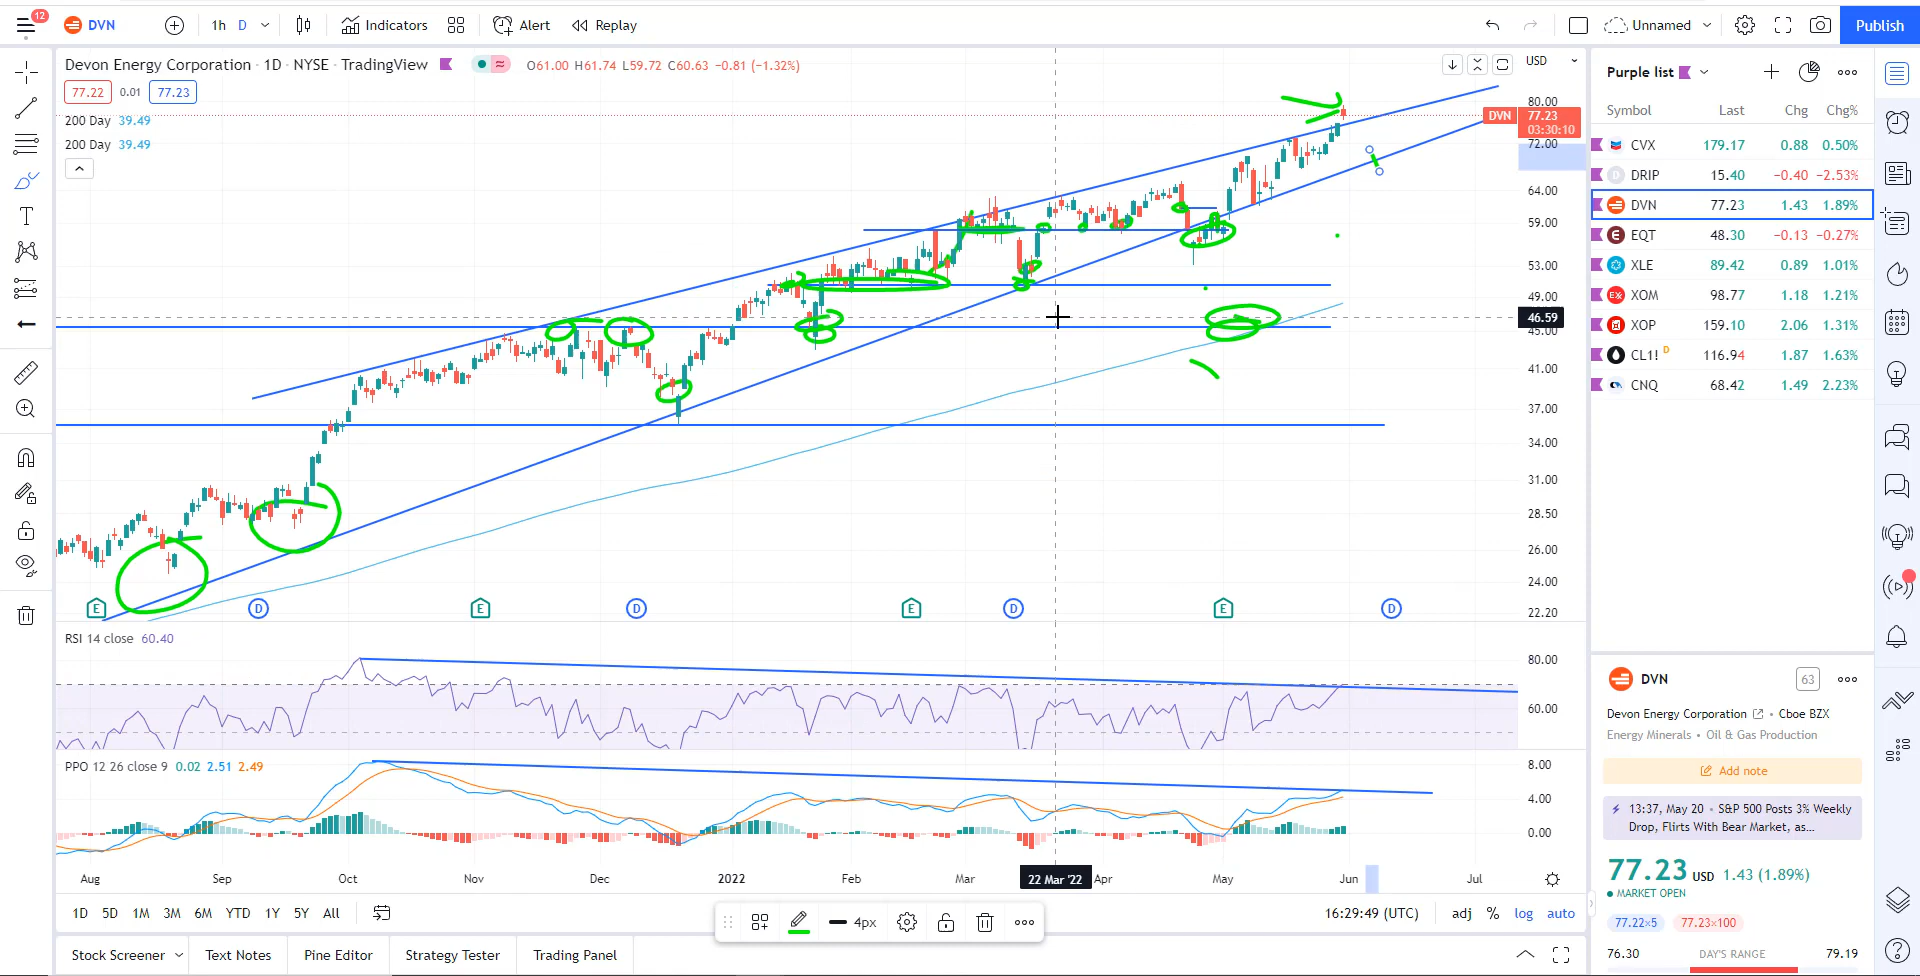 12
DVN
1h D
Indicators
Alert
Replay
Unnamed
Publish
Devon Energy Corporation · 1D · NYSE · TradingView
O61.00 H61.74 L59.72 C60.63 −0.81 (−1.32%)
USD
77.22 0.01 77.23
200 Day 39.49
200 Day 39.49
80.00
DVN 77.23
03:30:10
72.00
64.00
59.00
53.00
49.00
46.59
45.00
41.00
37.00
34.00
31.00
28.50
26.00
24.00
22.20
E D E D E D E D
RSI 14 close 60.40
80.00
60.00
PPO 12 26 close 9 0.02 2.51 2.49
8.00
4.00
0.00
Aug Sep Oct Nov Dec 2022 Feb Mar 22 Mar '22 Apr May Jun Jul
1D 5D 1M 3M 6M YTD 1Y 5Y All
4px
16:29:49 (UTC) adj % log auto
Stock Screener Text Notes Pine Editor Strategy Tester Trading Panel
Purple list
Symbol Last Chg Chg%
CVX 179.17 0.88 0.50%
DRIP 15.40 −0.40 −2.53%
DVN 77.23 1.43 1.89%
EQT 48.30 −0.13 −0.27%
XLE 89.42 0.89 1.01%
XOM 98.77 1.18 1.21%
XOP 159.10 2.06 1.31%
CL1! D 116.94 1.87 1.63%
CNQ 68.42 1.49 2.23%
DVN 63
Devon Energy Corporation • Cboe BZX
Energy Minerals • Oil & Gas Production
Add note
13:37, May 20 • S&P 500 Posts 3% Weekly
Drop, Flirts With Bear Market, as...
77.23 USD 1.43 (1.89%)
MARKET OPEN
77.22×5 77.23×100
76.30 DAY'S RANGE 79.19